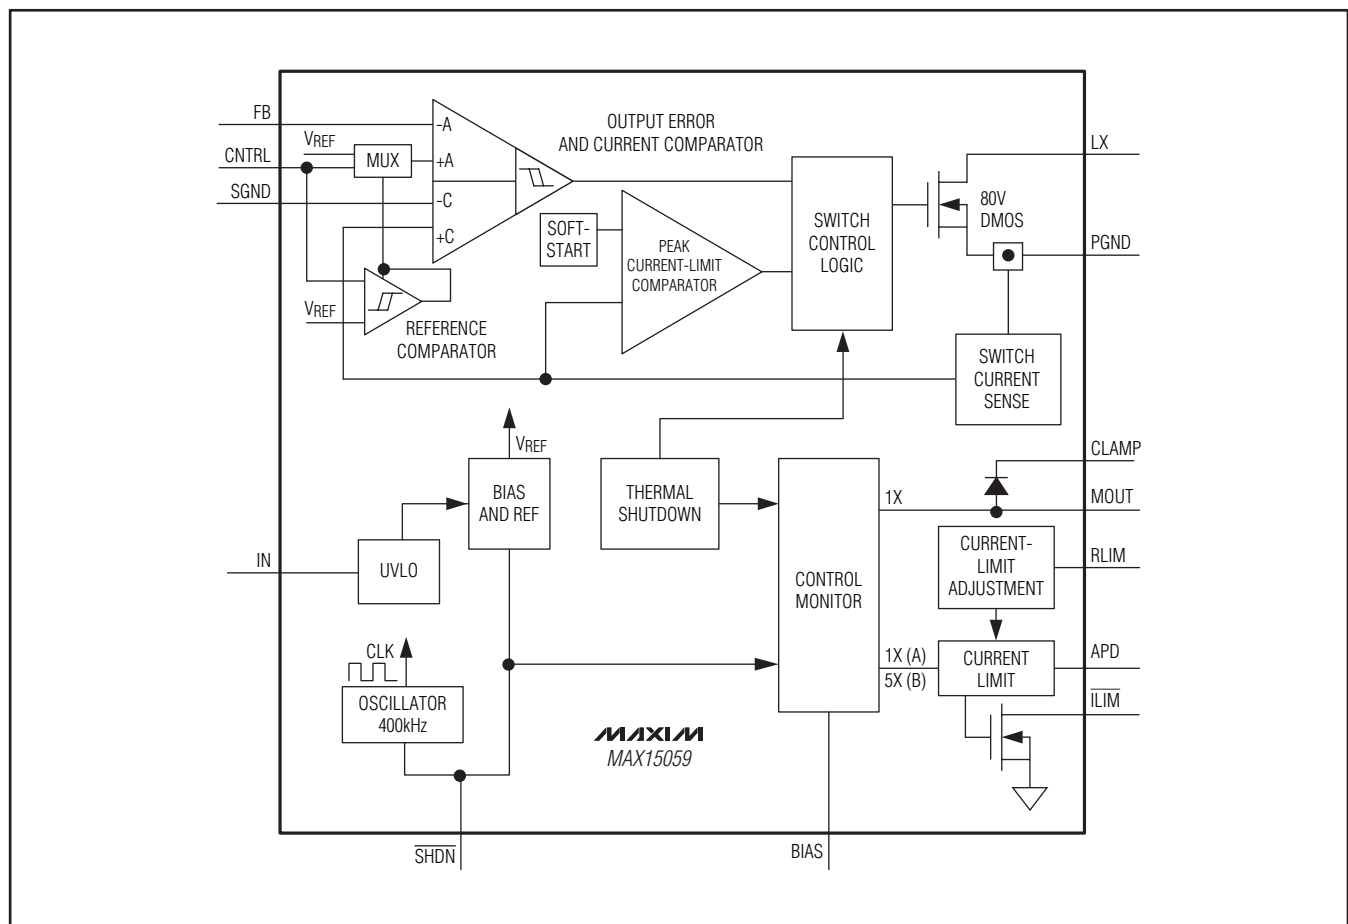 FB
VREF
CNTRL
MUX
SGND
-A
+A
-C
+C
OUTPUT ERROR
AND CURRENT COMPARATOR
SOFT-
START
PEAK
CURRENT-LIMIT
COMPARATOR
SWITCH
CONTROL
LOGIC
80V
DMOS
LX
PGND
VREF
REFERENCE
COMPARATOR
SWITCH
CURRENT
SENSE
VREF
BIAS
AND REF
THERMAL
SHUTDOWN
CLAMP
1X
MOUT
IN
UVLO
CONTROL
MONITOR
CURRENT-
LIMIT
ADJUSTMENT
RLIM
CLK
OSCILLATOR
400kHz
1X (A)
5X (B)
CURRENT
LIMIT
APD
ILIM
MAXIM
MAX15059
SHDN
BIAS